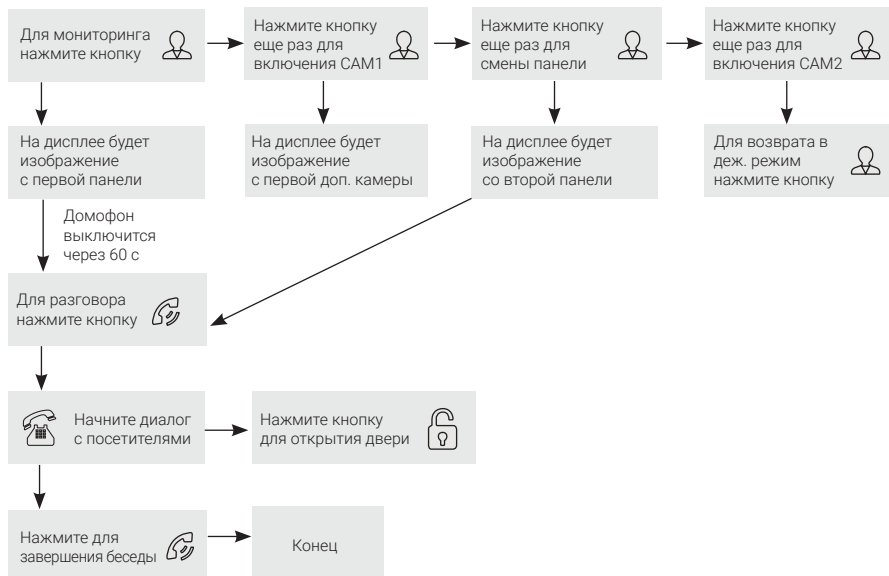 Для мониторинга
нажмите кнопку
Нажмите кнопку
еще раз для
включения CAM1
Нажмите кнопку
еще раз для
смены панели
Нажмите кнопку
еще раз для
включения CAM2
На дисплее будет
изображение
с первой панели
На дисплее будет
изображение
с первой доп. камеры
На дисплее будет
изображение
со второй панели
Для возврата в
деж. режим
нажмите кнопку
Домофон
выключится
через 60 с
Для разговора
нажмите кнопку
Начните диалог
с посетителями
Нажмите кнопку
для открытия двери
Нажмите для
завершения беседы
Конец